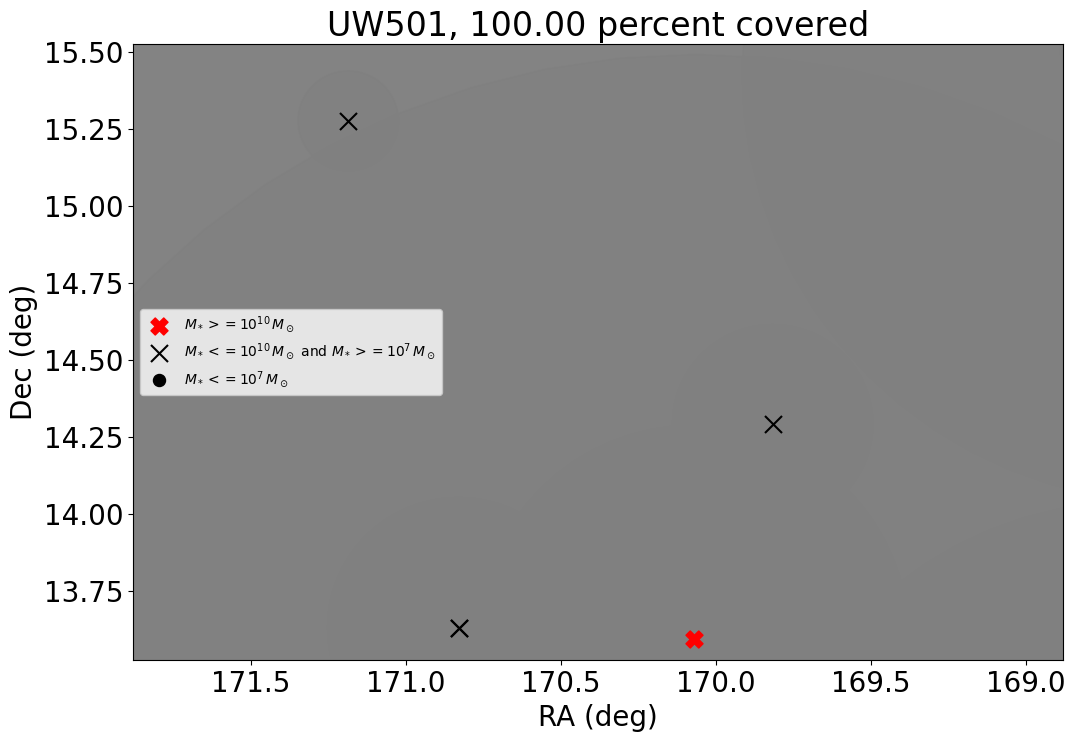 UW501, 100.00 percent covered
15.50
15.25
15.00
14.75
14.50
14.25
14.00
13.75
Dec (deg)
M* >= 10^10 M⊙
M* <= 10^10 M⊙ and M* >= 10^7 M⊙
M* <= 10^7 M⊙
171.5 171.0 170.5 170.0 169.5 169.0
RA (deg)